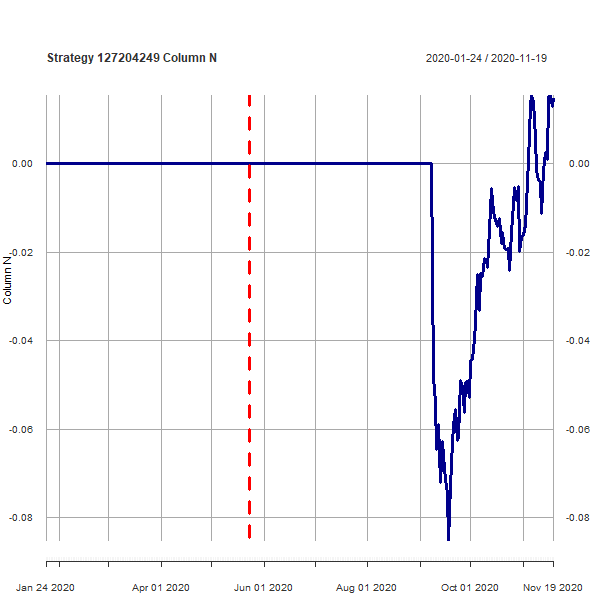 Strategy 127204249 Column N
2020-01-24 / 2020-11-19
0.00 0.00
-0.02 -0.02
-0.04 -0.04
-0.06 -0.06
-0.08 -0.08
Column N
Jan 24 2020 Apr 01 2020 Jun 01 2020 Aug 01 2020 Oct 01 2020 Nov 19 2020